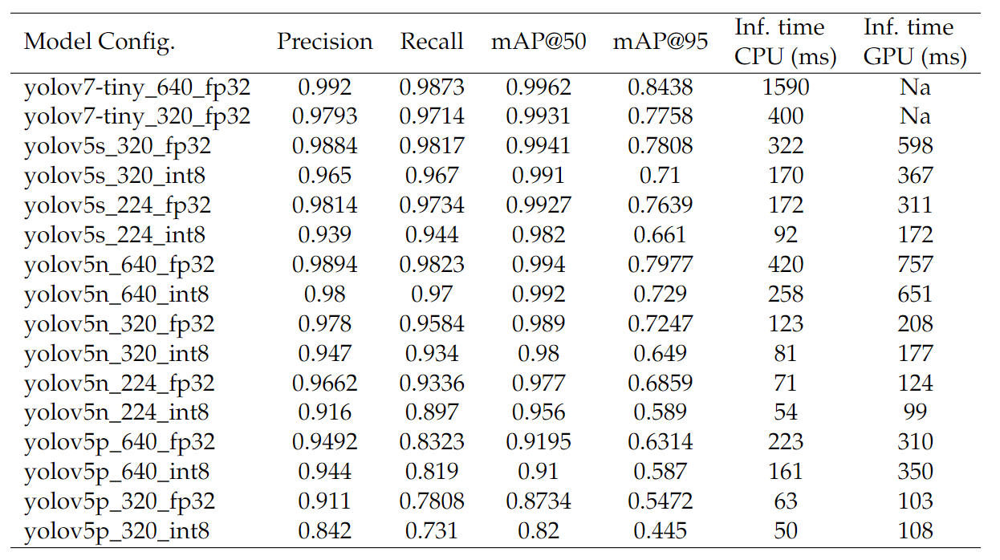 Model Config. Precision Recall mAP@50 mAP@95 Inf. time CPU (ms) Inf. time GPU (ms)
yolov7-tiny_640_fp32 0.992 0.9873 0.9962 0.8438 1590 Na
yolov7-tiny_320_fp32 0.9793 0.9714 0.9931 0.7758 400 Na
yolov5s_320_fp32 0.9884 0.9817 0.9941 0.7808 322 598
yolov5s_320_int8 0.965 0.967 0.991 0.71 170 367
yolov5s_224_fp32 0.9814 0.9734 0.9927 0.7639 172 311
yolov5s_224_int8 0.939 0.944 0.982 0.661 92 172
yolov5n_640_fp32 0.9894 0.9823 0.994 0.7977 420 757
yolov5n_640_int8 0.98 0.97 0.992 0.729 258 651
yolov5n_320_fp32 0.978 0.9584 0.989 0.7247 123 208
yolov5n_320_int8 0.947 0.934 0.98 0.649 81 177
yolov5n_224_fp32 0.9662 0.9336 0.977 0.6859 71 124
yolov5n_224_int8 0.916 0.897 0.956 0.589 54 99
yolov5p_640_fp32 0.9492 0.8323 0.9195 0.6314 223 310
yolov5p_640_int8 0.944 0.819 0.91 0.587 161 350
yolov5p_320_fp32 0.911 0.7808 0.8734 0.5472 63 103
yolov5p_320_int8 0.842 0.731 0.82 0.445 50 108